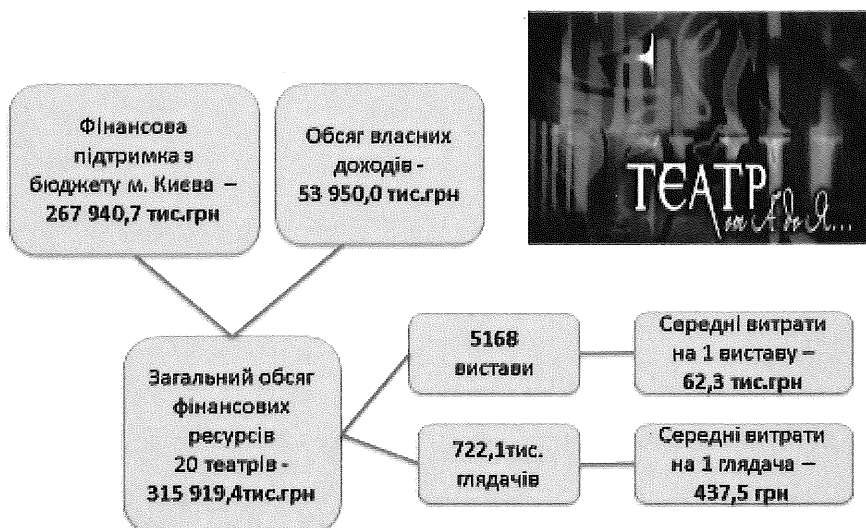 Фінансова
підтримка з
бюджету м. Києва –
267 940,7 тис.грн
Обсяг власних
доходів -
53 950,0 тис.грн
ТЕАТР
от А до Я...
Загальний обсяг
фінансових
ресурсів
20 театрів -
315 919,4тис.грн
5168
вистави
Середні витрати
на 1 виставу –
62,3 тис.грн
722,1тис.
глядачів
Середні витрати
на 1 глядача –
437,5 грн